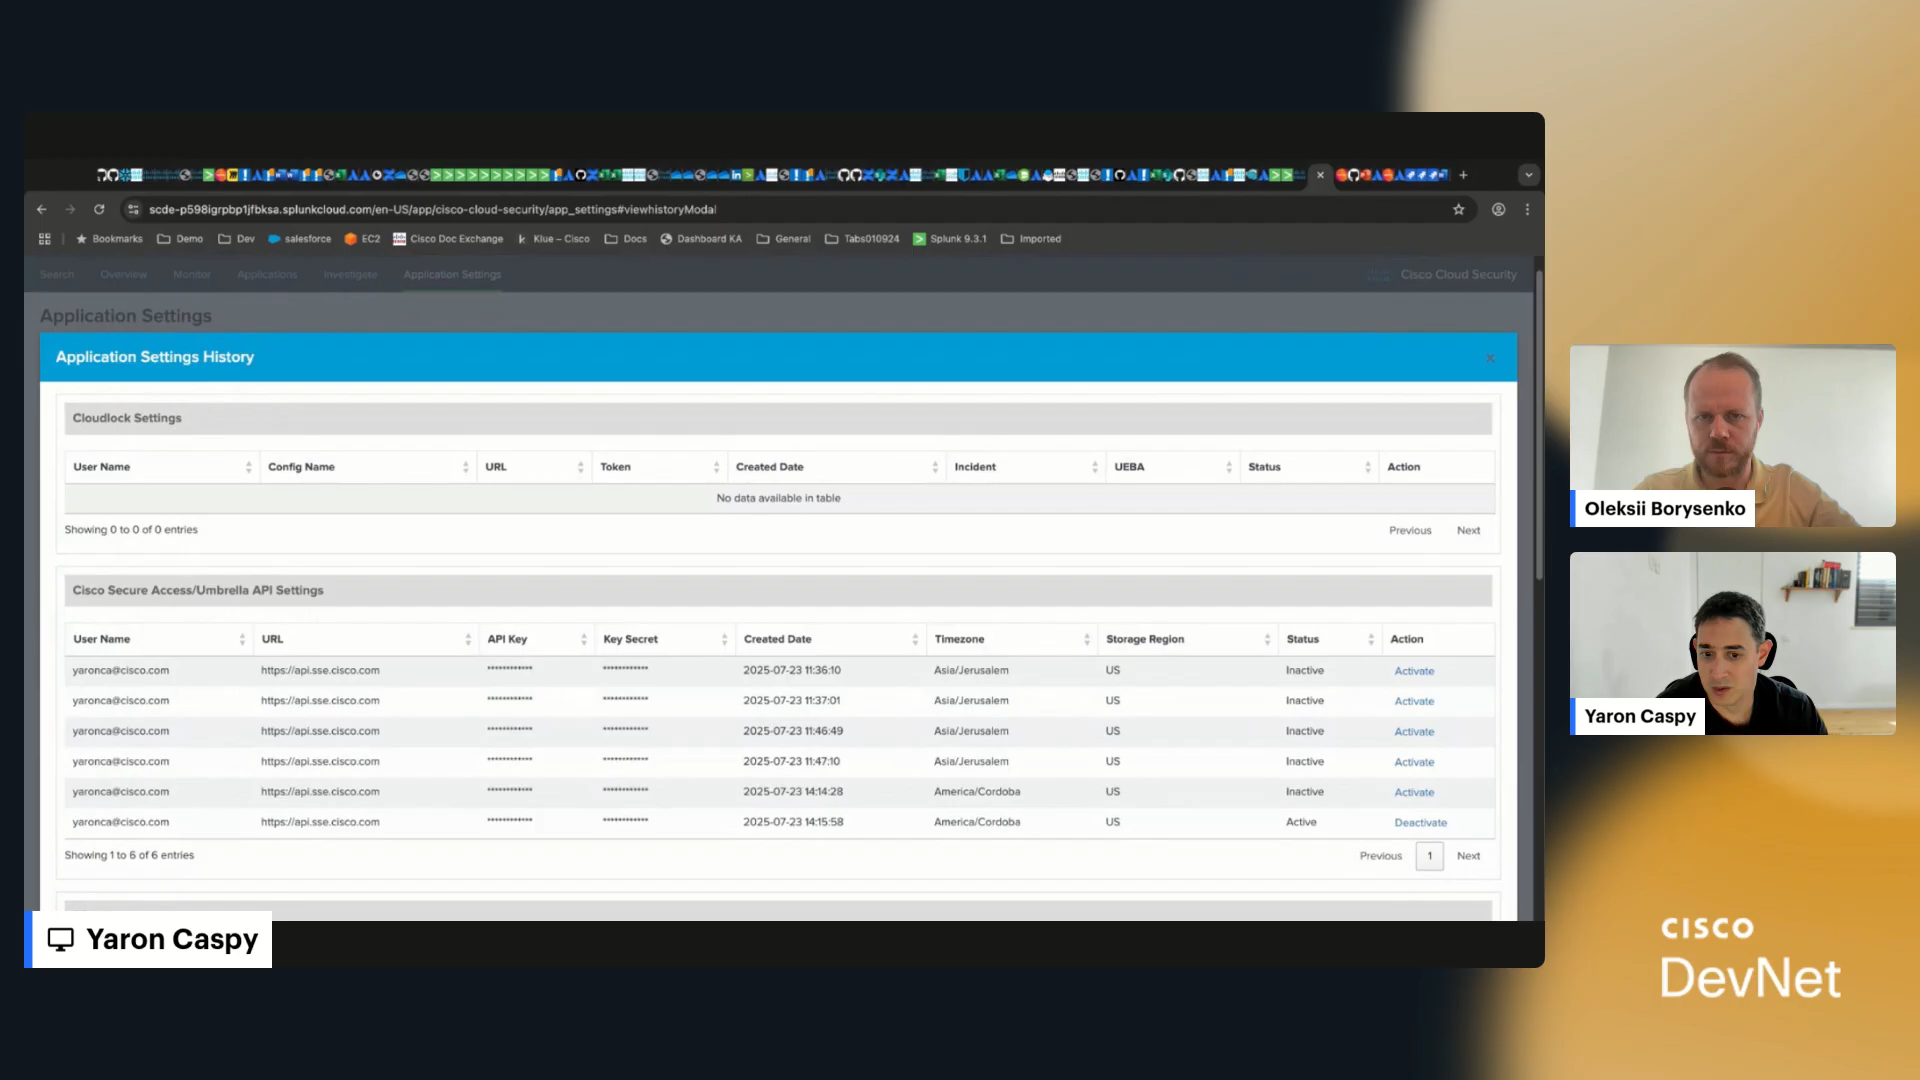 scde-p598igrpbp1jfbksa.splunkcloud.com/en-US/app/cisco-cloud-security/app_settings#viewhistoryModal
Bookmarks Demo Dev salesforce EC2 Cisco Doc Exchange Klue – Cisco Docs Dashboard KA General Tabs010924 Splunk 9.3.1 Imported
Search Overview Monitor Applications Investigate Application Settings Cisco Cloud Security
Application Settings
Application Settings History
Cloudlock Settings
User Name Config Name URL Token Created Date Incident UEBA Status Action
No data available in table
Showing 0 to 0 of 0 entries Previous Next
Cisco Secure Access/Umbrella API Settings
User Name URL API Key Key Secret Created Date Timezone Storage Region Status Action
yaronca@cisco.com https://api.sse.cisco.com ************ ************ 2025-07-23 11:36:10 Asia/Jerusalem US Inactive Activate
yaronca@cisco.com https://api.sse.cisco.com ************ ************ 2025-07-23 11:37:01 Asia/Jerusalem US Inactive Activate
yaronca@cisco.com https://api.sse.cisco.com ************ ************ 2025-07-23 11:46:49 Asia/Jerusalem US Inactive Activate
yaronca@cisco.com https://api.sse.cisco.com ************ ************ 2025-07-23 11:47:10 Asia/Jerusalem US Inactive Activate
yaronca@cisco.com https://api.sse.cisco.com ************ ************ 2025-07-23 14:14:28 America/Cordoba US Inactive Activate
yaronca@cisco.com https://api.sse.cisco.com ************ ************ 2025-07-23 14:15:58 America/Cordoba US Active Deactivate
Showing 1 to 6 of 6 entries Previous 1 Next
Yaron Caspy
Oleksii Borysenko
Yaron Caspy
CISCO
DevNet